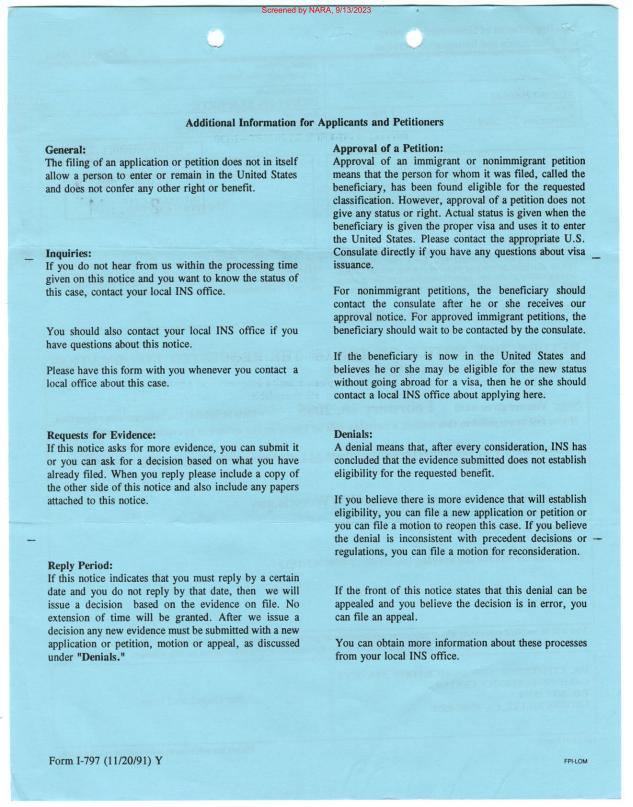 Screened by NARA, 9/13/2023
Additional Information for Applicants and Petitioners
General:
The filing of an application or petition does not in itself
allow a person to enter or remain in the United States
and does not confer any other right or benefit.
Inquiries:
If you do not hear from us within the processing time
given on this notice and you want to know the status of
this case, contact your local INS office.
You should also contact your local INS office if you
have questions about this notice.
Please have this form with you whenever you contact a
local office about this case.
Requests for Evidence:
If this notice asks for more evidence, you can submit it
or you can ask for a decision based on what you have
already filed. When you reply please include a copy of
the other side of this notice and also include any papers
attached to this notice.
Reply Period:
If this notice indicates that you must reply by a certain
date and you do not reply by that date, then we will
issue a decision based on the evidence on file. No
extension of time will be granted. After we issue a
decision any new evidence must be submitted with a new
application or petition, motion or appeal, as discussed
under "Denials."
Approval of a Petition:
Approval of an immigrant or nonimmigrant petition
means that the person for whom it was filed, called the
beneficiary, has been found eligible for the requested
classification. However, approval of a petition does not
give any status or right. Actual status is given when the
beneficiary is given the proper visa and uses it to enter
the United States. Please contact the appropriate U.S.
Consulate directly if you have any questions about visa
issuance.
For nonimmigrant petitions, the beneficiary should
contact the consulate after he or she receives our
approval notice. For approved immigrant petitions, the
beneficiary should wait to be contacted by the consulate.
If the beneficiary is now in the United States and
believes he or she may be eligible for the new status
without going abroad for a visa, then he or she should
contact a local INS office about applying here.
Denials:
A denial means that, after every consideration, INS has
concluded that the evidence submitted does not establish
eligibility for the requested benefit.
If you believe there is more evidence that will establish
eligibility, you can file a new application or petition or
you can file a motion to reopen this case. If you believe
the denial is inconsistent with precedent decisions or
regulations, you can file a motion for reconsideration.
If the front of this notice states that this denial can be
appealed and you believe the decision is in error, you
can file an appeal.
You can obtain more information about these processes
from your local INS office.
Form I-797 (11/20/91) Y
FPI-LOM